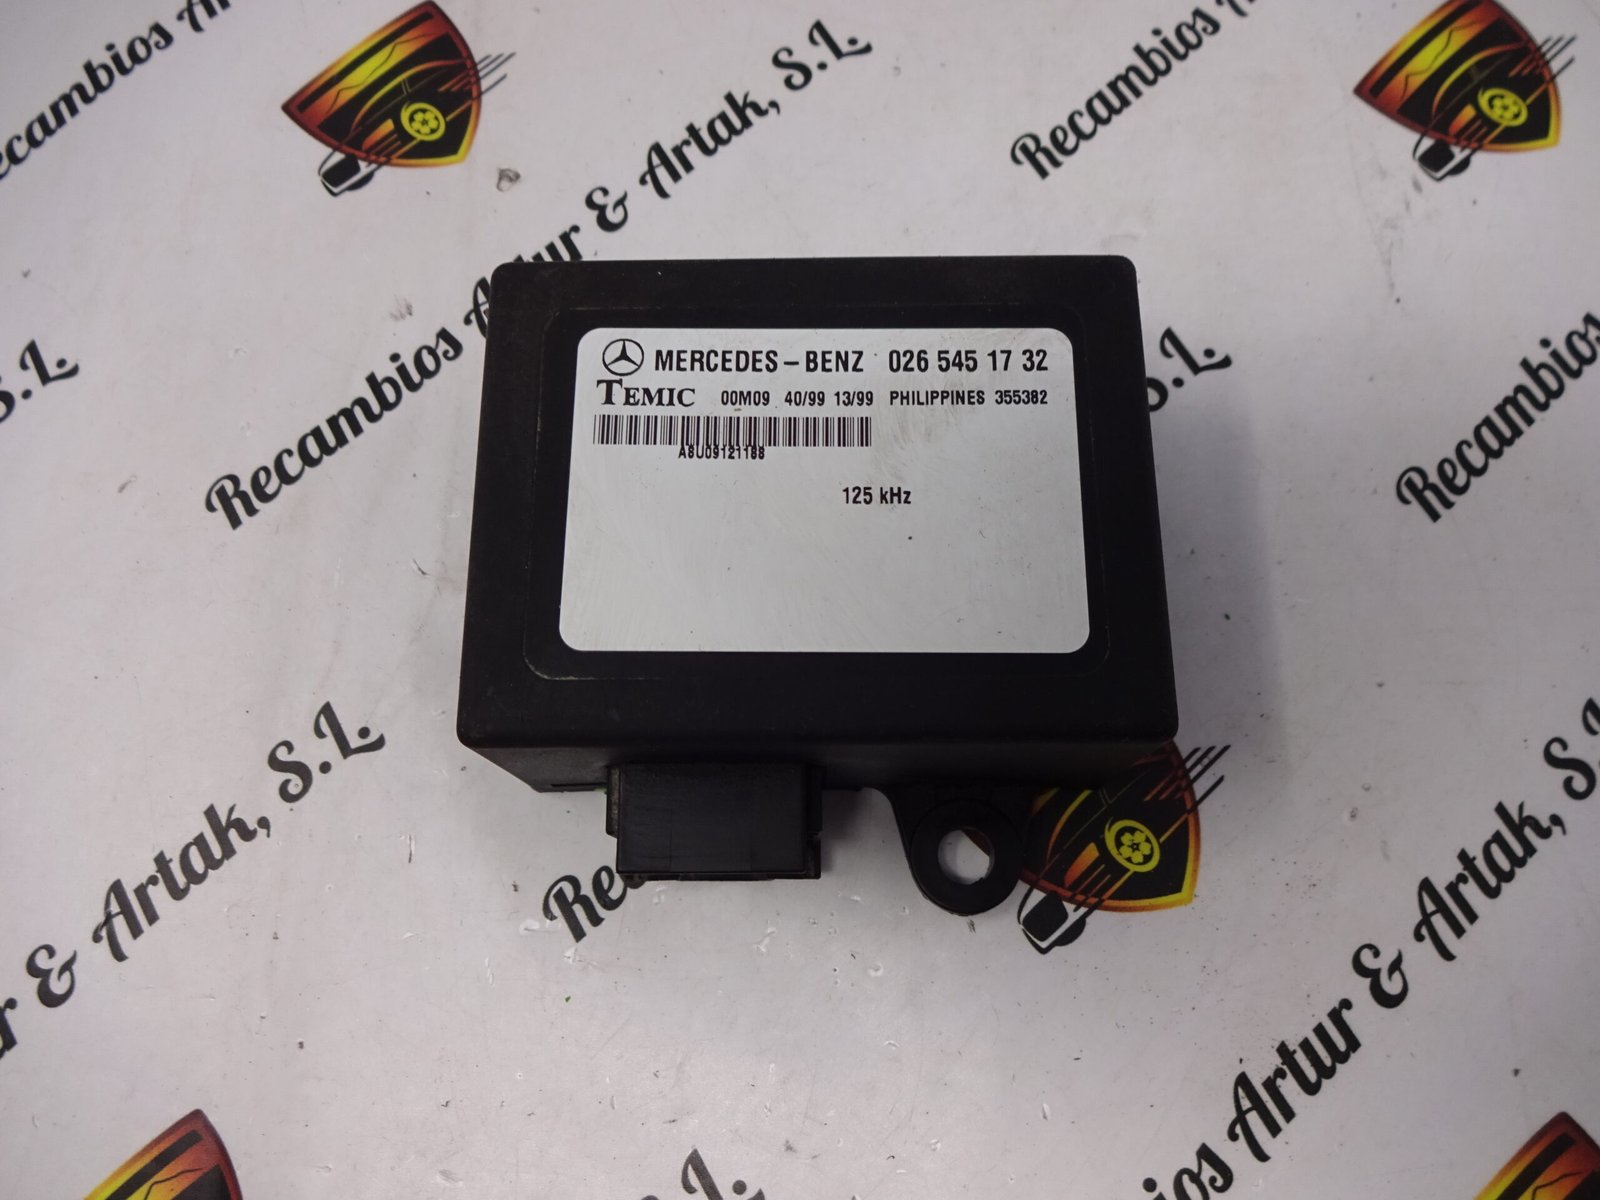 Recambios Artur & Artak, S.L.
Recambios
MERCEDES-BENZ 026 545 17 32
TEMIC 00M09 40/99 13/99 PHILIPPINES 355382
A8U09121188
125 kHz
S.L.
Recambios
& Artak, S.L.
Artur & Artak,
S.L.